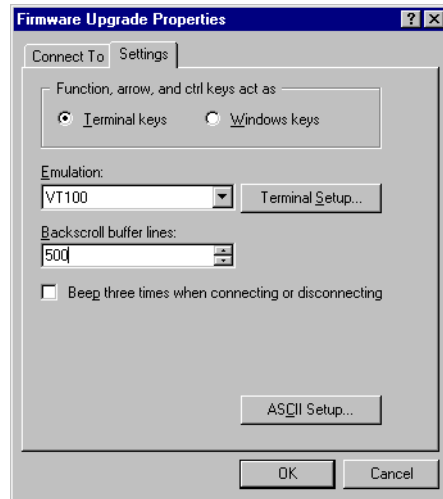 Firmware Upgrade Properties
Connect To Settings
Function, arrow, and ctrl keys act as
Terminal keys Windows keys
Emulation:
VT100 Terminal Setup...
Backscroll buffer lines:
500
Beep three times when connecting or disconnecting
ASCII Setup...
OK Cancel